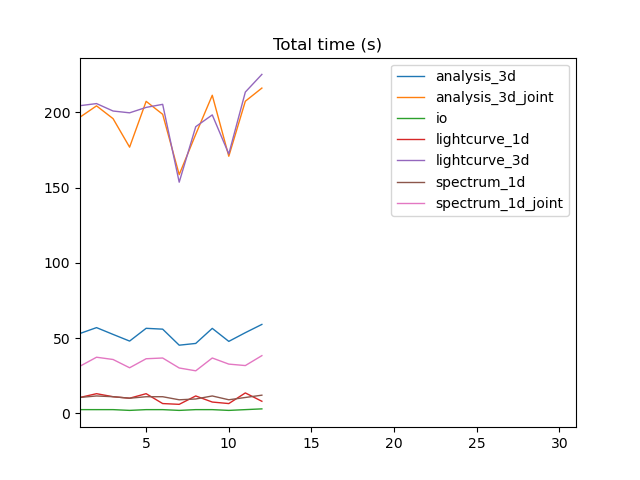 Total time (s)
analysis_3d
analysis_3d_joint
io
lightcurve_1d
lightcurve_3d
spectrum_1d
spectrum_1d_joint
200
150
100
50
0
5 10 15 20 25 30